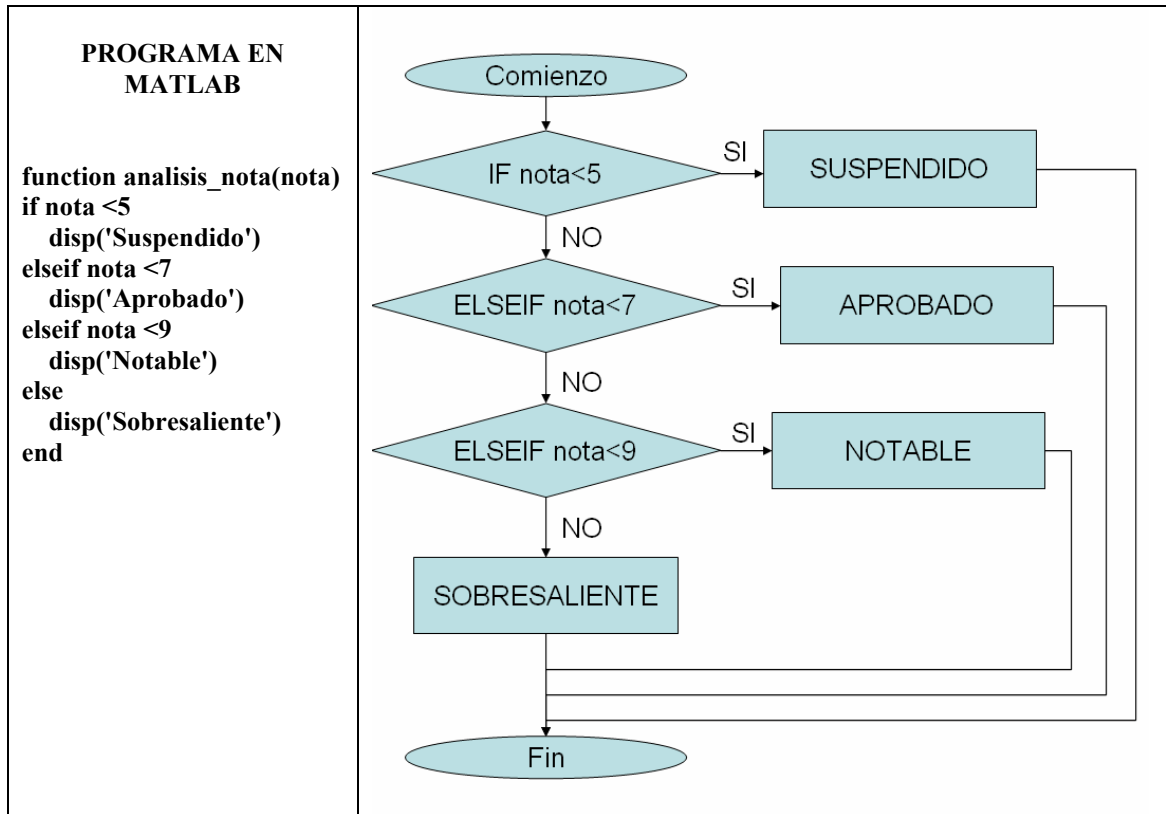 PROGRAMA EN
MATLAB
function analisis_nota(nota)
if nota <5
disp('Suspendido')
elseif nota <7
disp('Aprobado')
elseif nota <9
disp('Notable')
else
disp('Sobresaliente')
end
Comienzo
IF nota<5
SI
SUSPENDIDO
NO
ELSEIF nota<7
SI
APROBADO
NO
ELSEIF nota<9
SI
NOTABLE
NO
SOBRESALIENTE
Fin